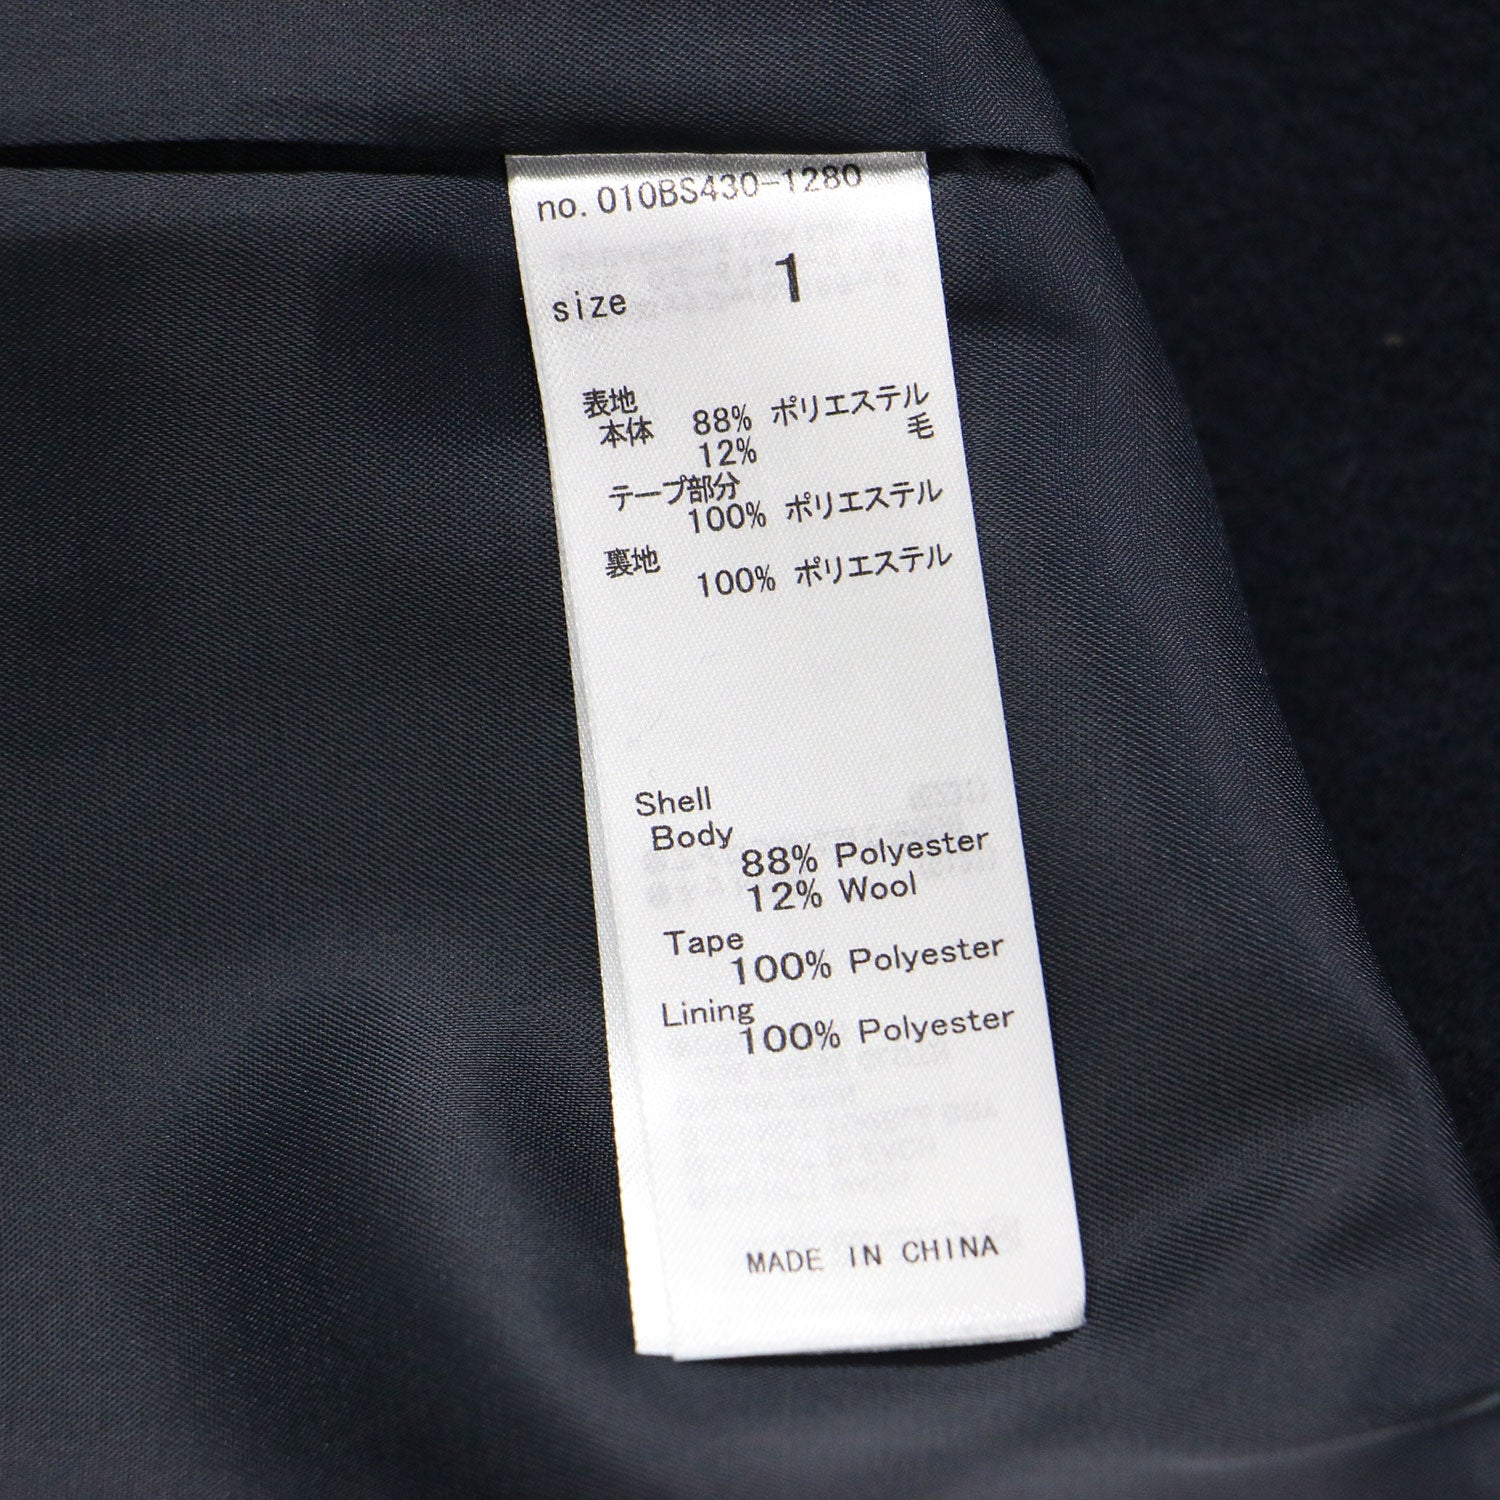 no. 010BS430-1280
size 1
表地
本体 88% ポリエステル
12% 毛
テープ部分
100% ポリエステル
裏地
100% ポリエステル
Shell
Body
88% Polyester
12% Wool
Tape
100% Polyester
Lining
100% Polyester
MADE IN CHINA